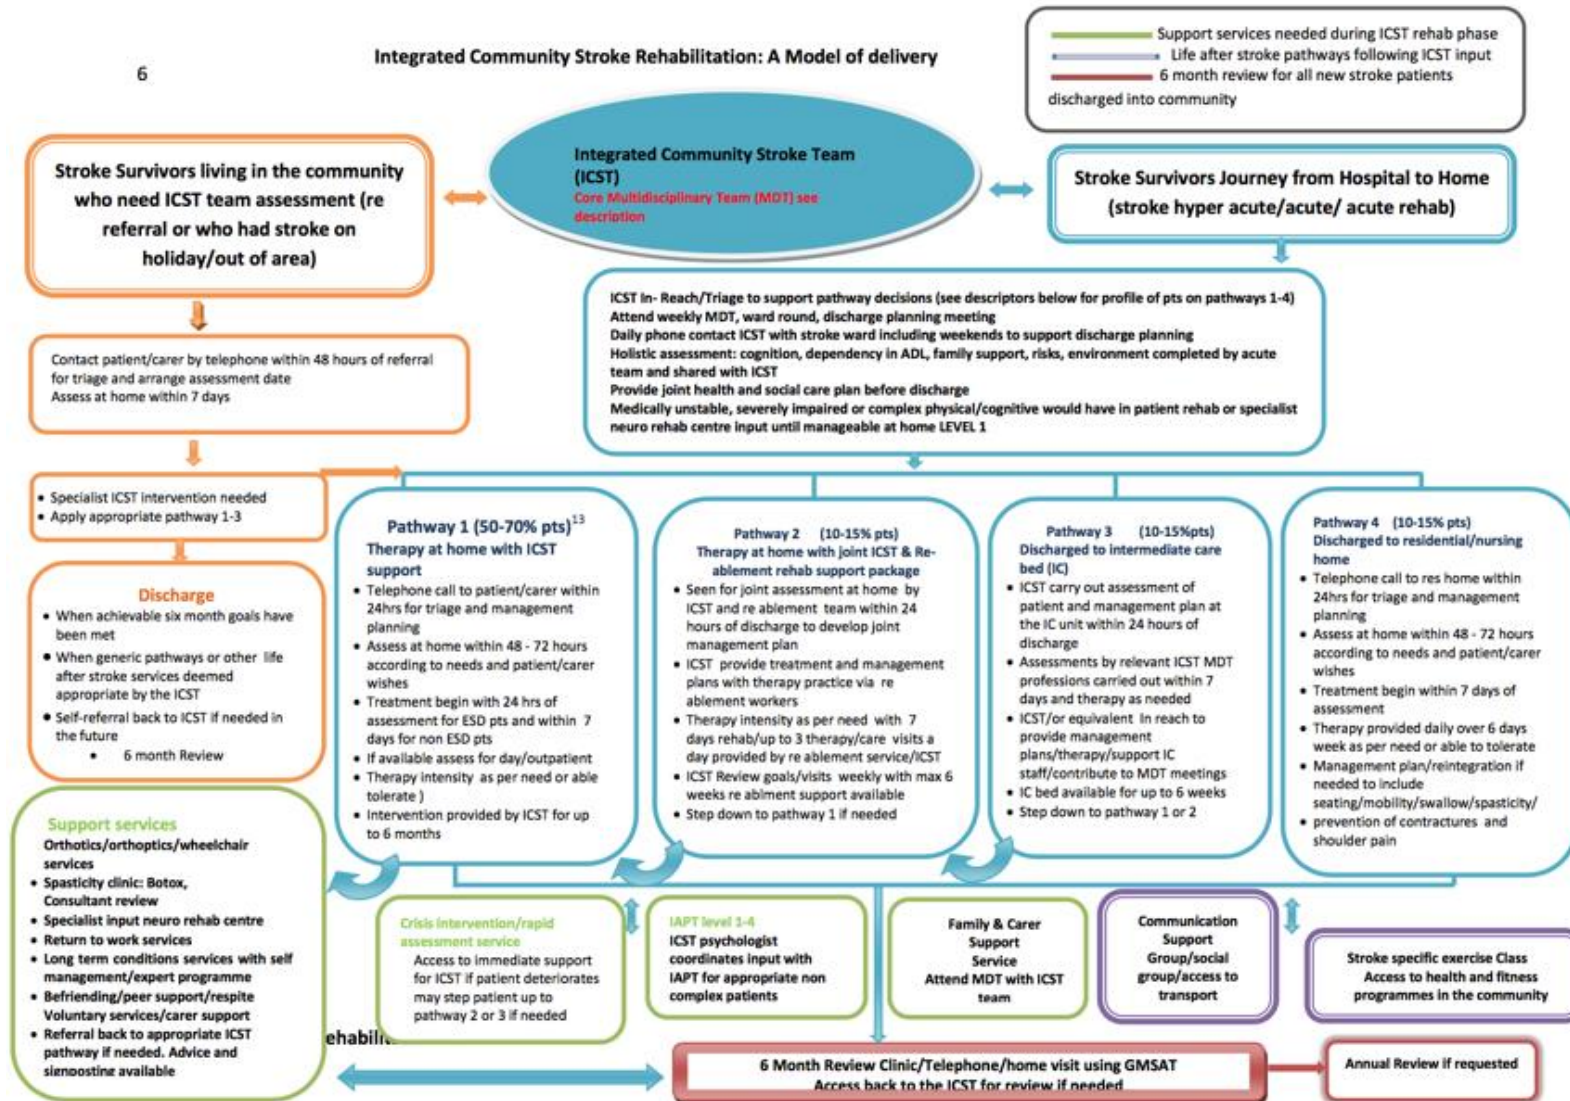 6
Integrated Community Stroke Rehabilitation: A Model of delivery
Support services needed during ICST rehab phase
Life after stroke pathways following ICST input
6 month review for all new stroke patients
discharged into community
Stroke Survivors living in the community
who need ICST team assessment (re
referral or who had stroke on
holiday/out of area)
Integrated Community Stroke Team
(ICST)
Core Multidisciplinary Team (MDT) see
description
Stroke Survivors Journey from Hospital to Home
(stroke hyper acute/acute/ acute rehab)
Contact patient/carer by telephone within 48 hours of referral
for triage and arrange assessment date
Assess at home within 7 days
ICST In- Reach/Triage to support pathway decisions (see descriptors below for profile of pts on pathways 1-4)
Attend weekly MDT, ward round, discharge planning meeting
Daily phone contact ICST with stroke ward including weekends to support discharge planning
Holistic assessment: cognition, dependency in ADL, family support, risks, environment completed by acute
team and shared with ICST
Provide joint health and social care plan before discharge
Medically unstable, severely impaired or complex physical/cognitive would have in patient rehab or specialist
neuro rehab centre input until manageable at home LEVEL 1
• Specialist ICST intervention needed
• Apply appropriate pathway 1-3
Discharge
• When achievable six month goals have
been met
• When generic pathways or other life
after stroke services deemed
appropriate by the ICST
• Self-referral back to ICST if needed in
the future
• 6 month Review
Pathway 1 (50-70% pts)13
Therapy at home with ICST
support
• Telephone call to patient/carer within
24hrs for triage and management
planning
• Assess at home within 48 - 72 hours
according to needs and patient/carer
wishes
• Treatment begin with 24 hrs of
assessment for ESD pts and within 7
days for non ESD pts
• If available assess for day/outpatient
• Therapy intensity as per need or able
tolerate )
• Intervention provided by ICST for up
to 6 months
Pathway 2 (10-15% pts)
Therapy at home with joint ICST & Re-
ablement rehab support package
• Seen for joint assessment at home by
ICST and re ablement team within 24
hours of discharge to develop joint
management plan
• ICST provide treatment and management
plans with therapy practice via re
ablement workers
• Therapy intensity as per need with 7
days rehab/up to 3 therapy/care visits a
day provided by re ablement service/ICST
• ICST Review goals/visits weekly with max 6
weeks re ablment support available
• Step down to pathway 1 if needed
Pathway 3 (10-15%pts)
Discharged to intermediate care
bed (IC)
• ICST carry out assessment of
patient and management plan at
the IC unit within 24 hours of
discharge
• Assessments by relevant ICST MDT
professions carried out within 7
days and therapy as needed
• ICST/or equivalent In reach to
provide management
plans/therapy/support IC
staff/contribute to MDT meetings
• IC bed available for up to 6 weeks
• Step down to pathway 1 or 2
Pathway 4 (10-15% pts)
Discharged to residential/nursing
home
• Telephone call to res home within
24hrs for triage and management
planning
• Assess at home within 48 - 72 hours
according to needs and patient/carer
wishes
• Treatment begin within 7 days of
assessment
• Therapy provided daily over 6 days
week as per need or able to tolerate
• Management plan/reintegration if
needed to include
seating/mobility/swallow/spasticity/
• prevention of contractures and
shoulder pain
Support services
Orthotics/orthoptics/wheelchair
services
• Spasticity clinic: Botox,
Consultant review
• Specialist input neuro rehab centre
• Return to work services
• Long term conditions services with self
management/expert programme
• Befriending/peer support/respite
Voluntary services/carer support
• Referral back to appropriate ICST
pathway if needed. Advice and
signposting available
Crisis intervention/rapid
assessment service
Access to immediate support
for ICST if patient deteriorates
may step patient up to
pathway 2 or 3 if needed
IAPT level 1-4
ICST psychologist
coordinates input with
IAPT for appropriate non
complex patients
Family & Carer
Support
Service
Attend MDT with ICST
team
Communication
Support
Group/social
group/access to
transport
Stroke specific exercise Class
Access to health and fitness
programmes in the community
ehabilit
6 Month Review Clinic/Telephone/home visit using GMSAT
Access back to the ICST for review if needed
Annual Review if requested